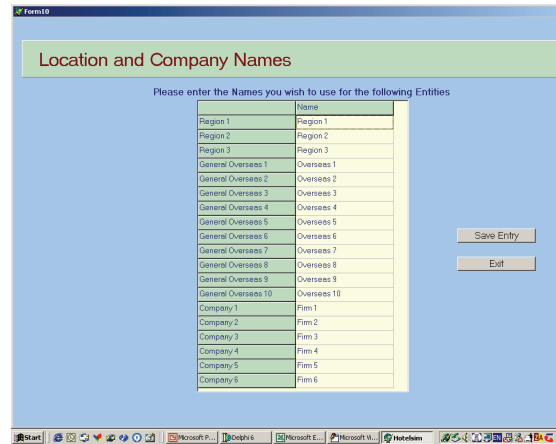 Form10
Location and Company Names
Please enter the Names you wish to use for the following Entities
Name
Region 1 Region 1
Region 2 Region 2
Region 3 Region 3
General Overseas 1 Overseas 1
General Overseas 2 Overseas 2
General Overseas 3 Overseas 3
General Overseas 4 Overseas 4
General Overseas 5 Overseas 5
General Overseas 6 Overseas 6
General Overseas 7 Overseas 7
General Overseas 8 Overseas 8
General Overseas 9 Overseas 9
General Overseas 10 Overseas 10
Company 1 Firm 1
Company 2 Firm 2
Company 3 Firm 3
Company 4 Firm 4
Company 5 Firm 5
Company 6 Firm 6
Save Entry
Exit
Start Microsoft P... Delphi 6 Microsoft E... Microsoft Vi... Hotelsim EN